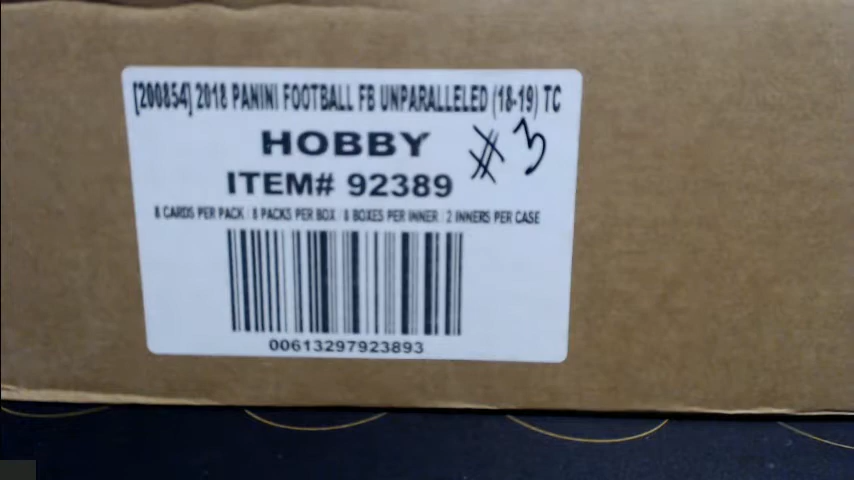 [200854] 2018 PANINI FOOTBALL FB UNPARALLELED (18-19) TC
HOBBY #3
ITEM# 92389
8 CARDS PER PACK / 8 PACKS PER BOX / 8 BOXES PER INNER / 2 INNERS PER CASE
00613297923893